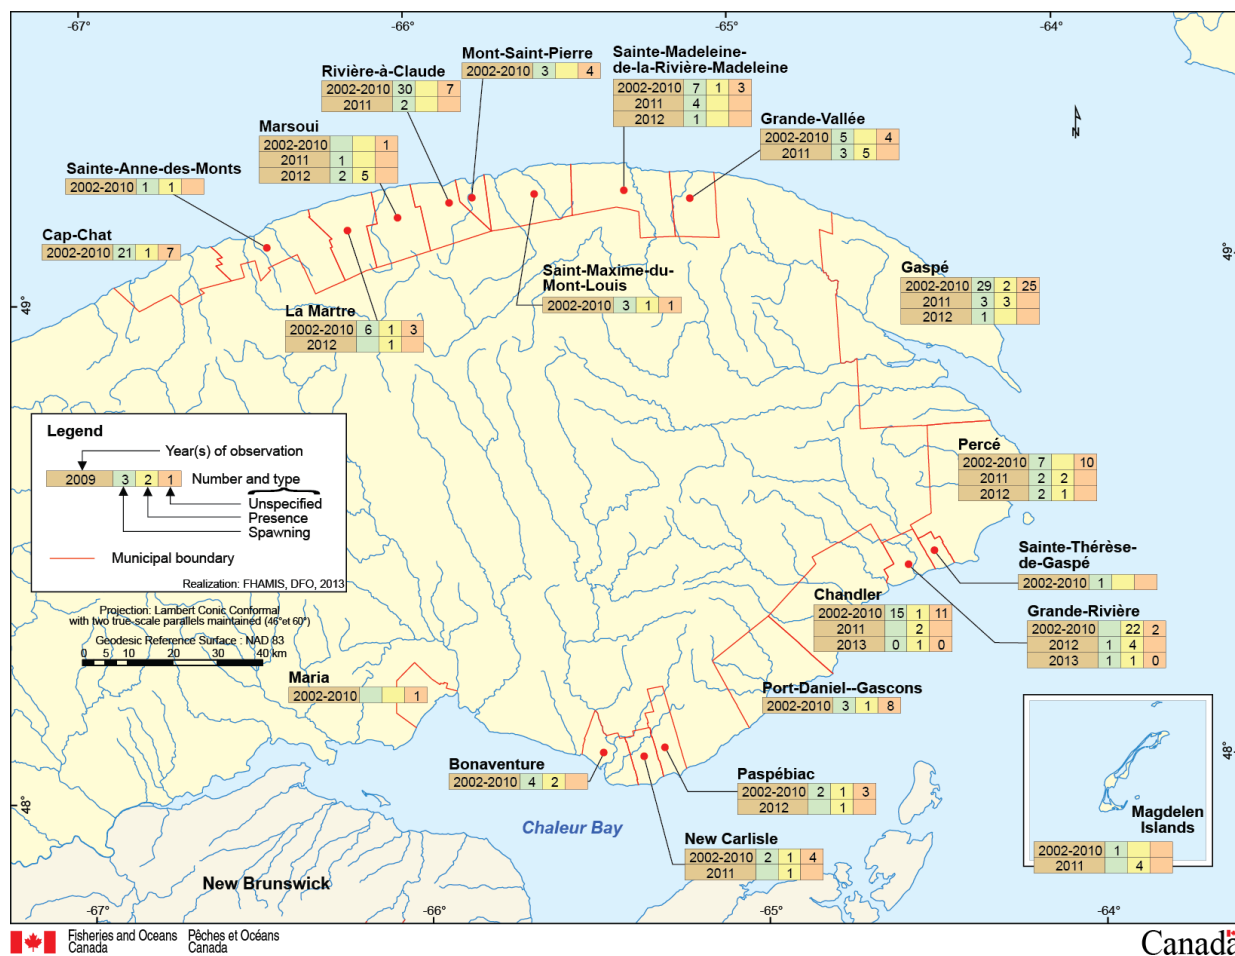 -67°
-66°
-65°
-64°
Mont-Saint-Pierre
2002-2010 3 4
Sainte-Madeleine-
de-la-Rivière-Madeleine
2002-2010 7 1 3
2011 4
2012 1
Rivière-à-Claude
2002-2010 30 7
2011 2
Grande-Vallée
2002-2010 5 4
2011 3 5
N
Marsoui
2002-2010 1
2011 1
2012 2 5
Sainte-Anne-des-Monts
2002-2010 1 1
Cap-Chat
2002-2010 21 1 7
49°
49°
Gaspé
2002-2010 29 2 25
2011 3 3
2012 1
Saint-Maxime-du-
Mont-Louis
2002-2010 3 1 1
La Martre
2002-2010 6 1 3
2012 1
Legend
Year(s) of observation
2009 3 2 1 Number and type
Unspecified
Presence
Spawning
Municipal boundary
Realization: FHAMIS, DFO, 2013
Projection: Lambert Conic Conformal
with two true-scale parallels maintained (46°et 60°)
Geodesic Reference Surface : NAD 83
0 5 10 20 30 40 km
Percé
2002-2010 7 10
2011 2 2
2012 2 1
Sainte-Thérèse-
de-Gaspé
2002-2010 1
Chandler
2002-2010 15 1 11
2011 2
2013 0 1 0
Grande-Rivière
2002-2010 22 2
2012 1 4
2013 1 1 0
Maria
2002-2010 1
Port-Daniel--Gascons
2002-2010 3 1 8
48°
48°
Bonaventure
2002-2010 4 2
Paspébiac
2002-2010 2 1 3
2012 1
Chaleur Bay
New Carlisle
2002-2010 2 1 4
2011 1
Magdelen
Islands
2002-2010 1
2011 4
New Brunswick
-67°
-66°
-65°
-64°
Fisheries and Oceans
Canada
Pêches et Océans
Canada
Canada